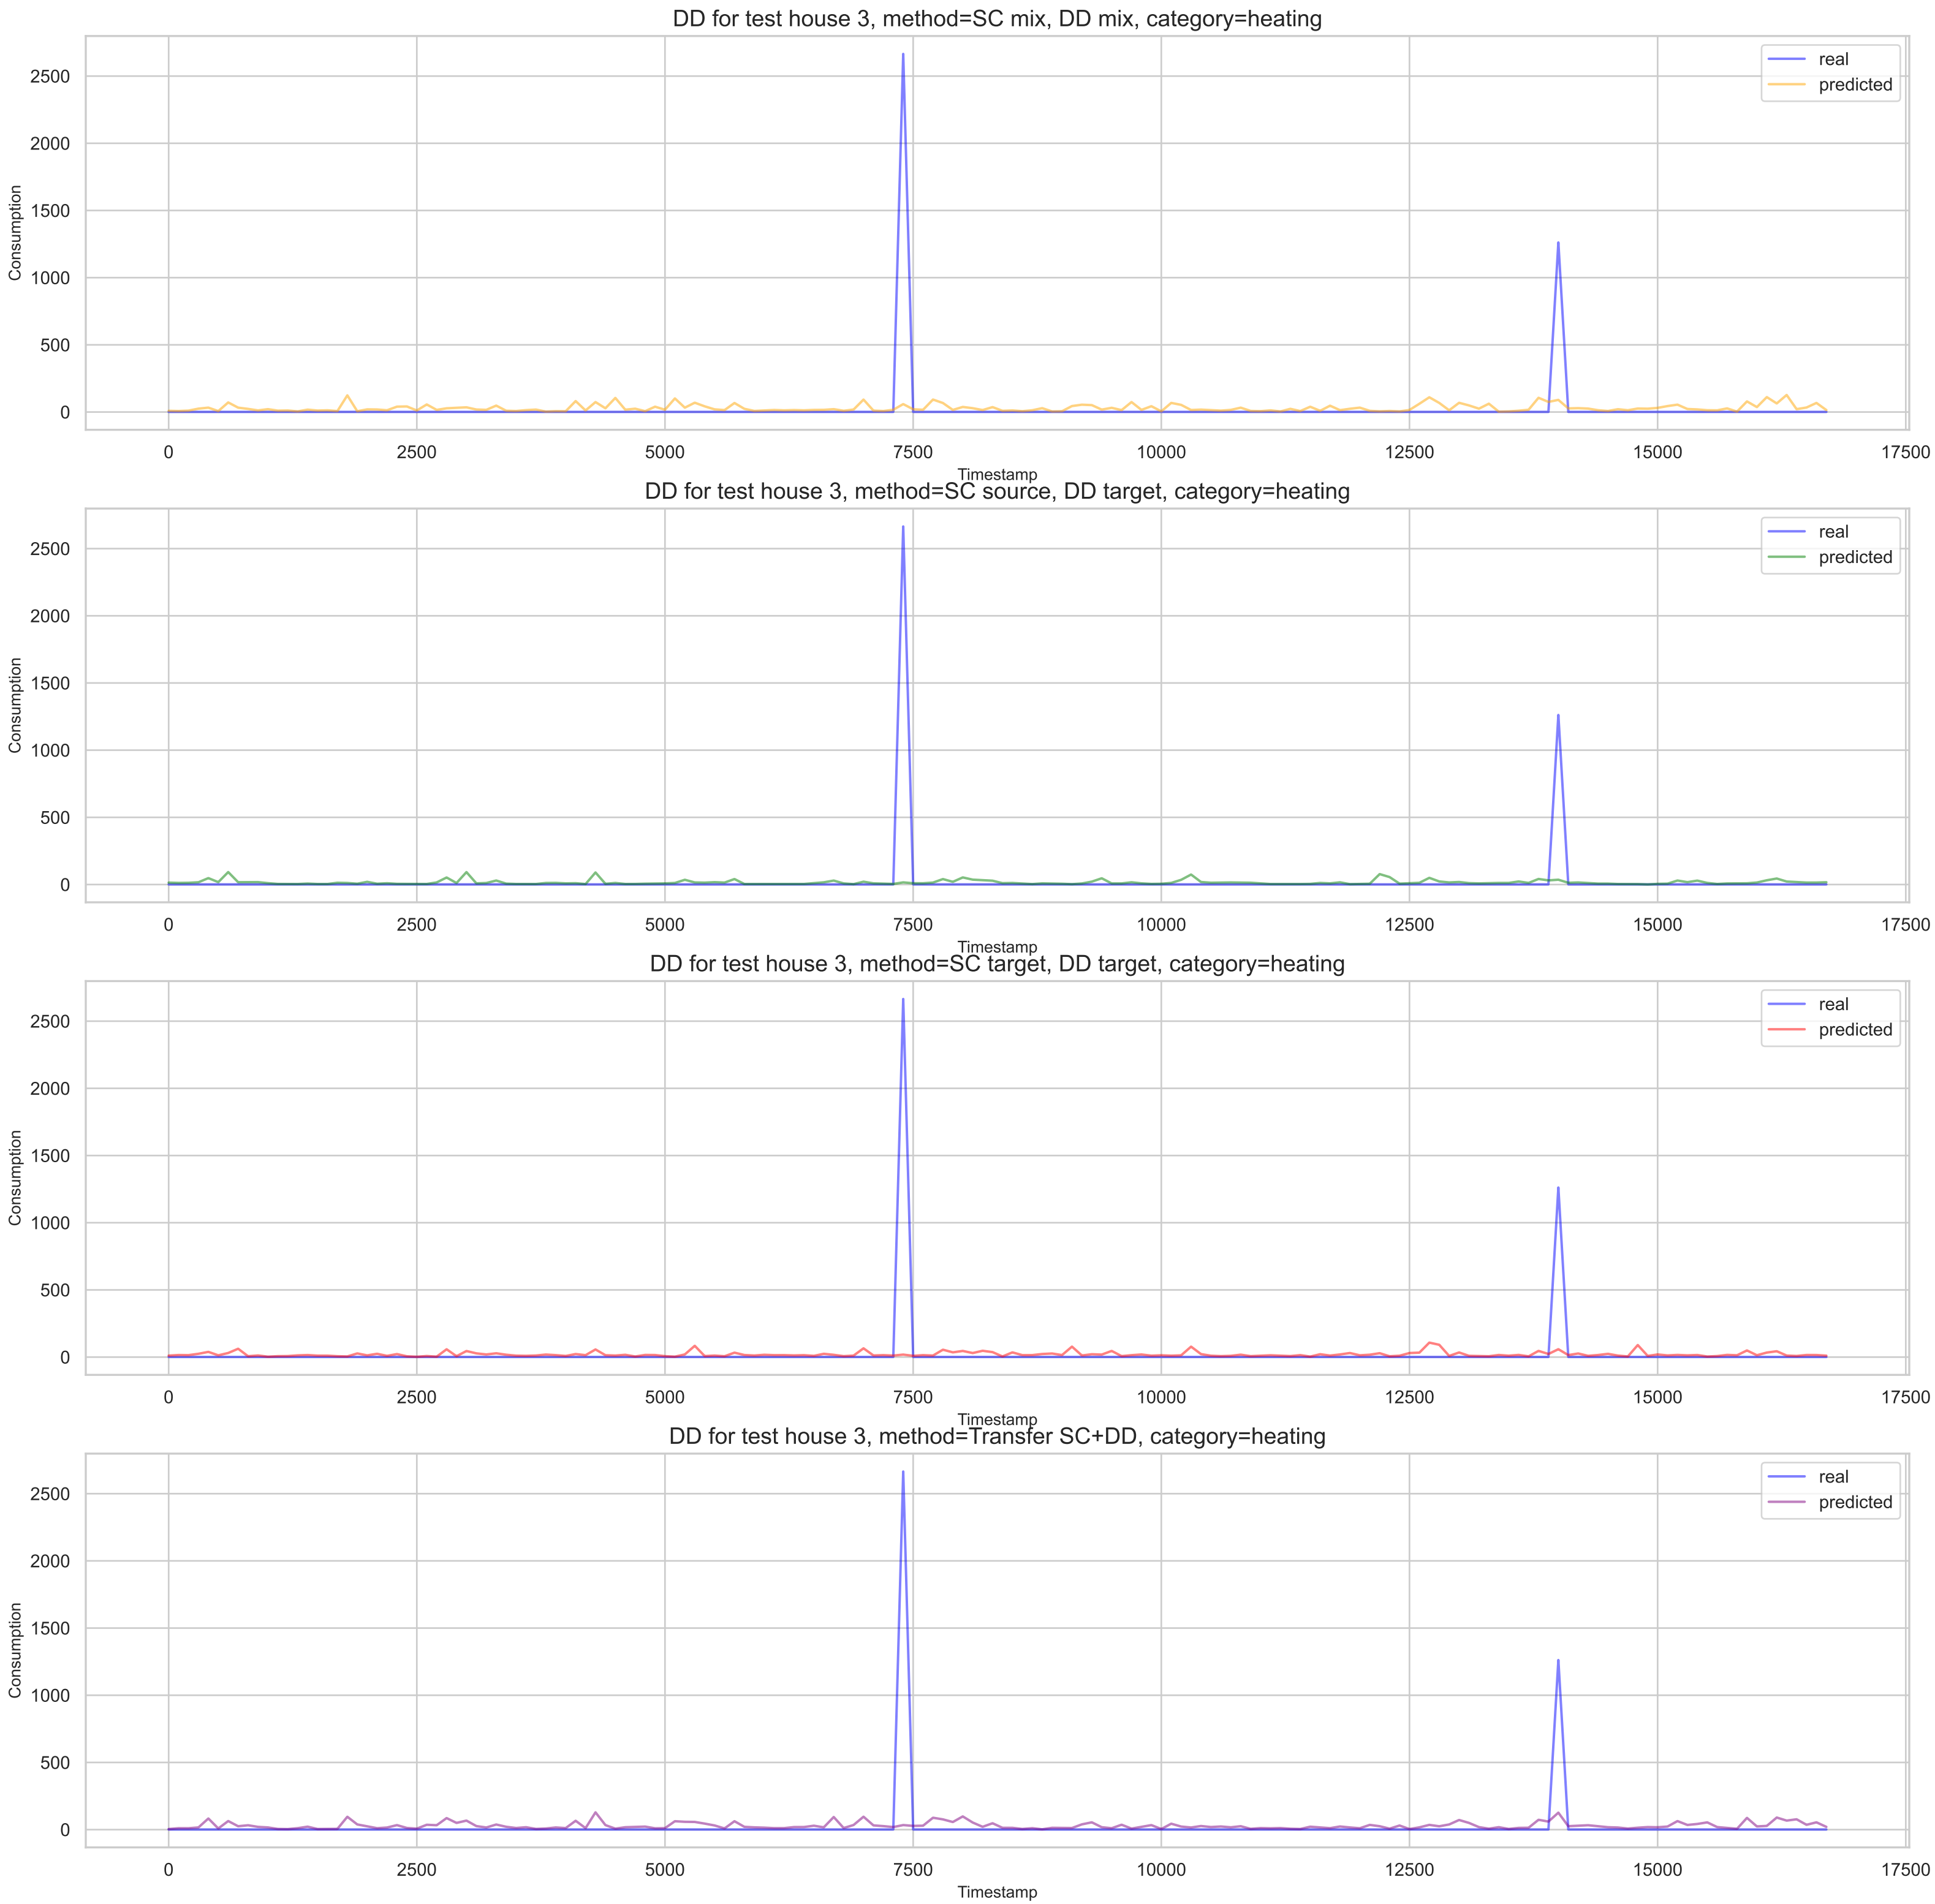 DD for test house 3, method=SC mix, DD mix, category=heating
real
predicted
2500
2000
1500
1000
500
0
Consumption
0 2500 5000 7500 10000 12500 15000 17500
Timestamp
DD for test house 3, method=SC source, DD target, category=heating
real
predicted
2500
2000
1500
1000
500
0
Consumption
0 2500 5000 7500 10000 12500 15000 17500
Timestamp
DD for test house 3, method=SC target, DD target, category=heating
real
predicted
2500
2000
1500
1000
500
0
Consumption
0 2500 5000 7500 10000 12500 15000 17500
Timestamp
DD for test house 3, method=Transfer SC+DD, category=heating
real
predicted
2500
2000
1500
1000
500
0
Consumption
0 2500 5000 7500 10000 12500 15000 17500
Timestamp